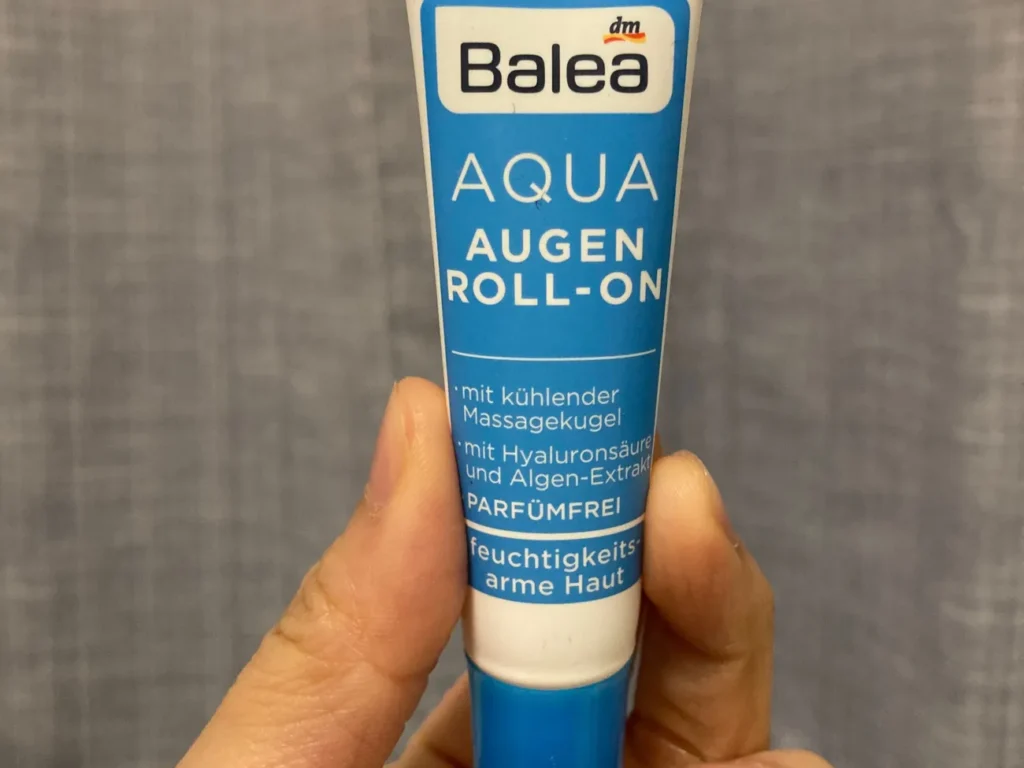 dm
Balea
AQUA
AUGEN
ROLL-ON
· mit kühlender
Massagekugel
· mit Hyaluronsäure
und Algen-Extrakt
PARFÜMFREI
feuchtigkeits-
arme Haut